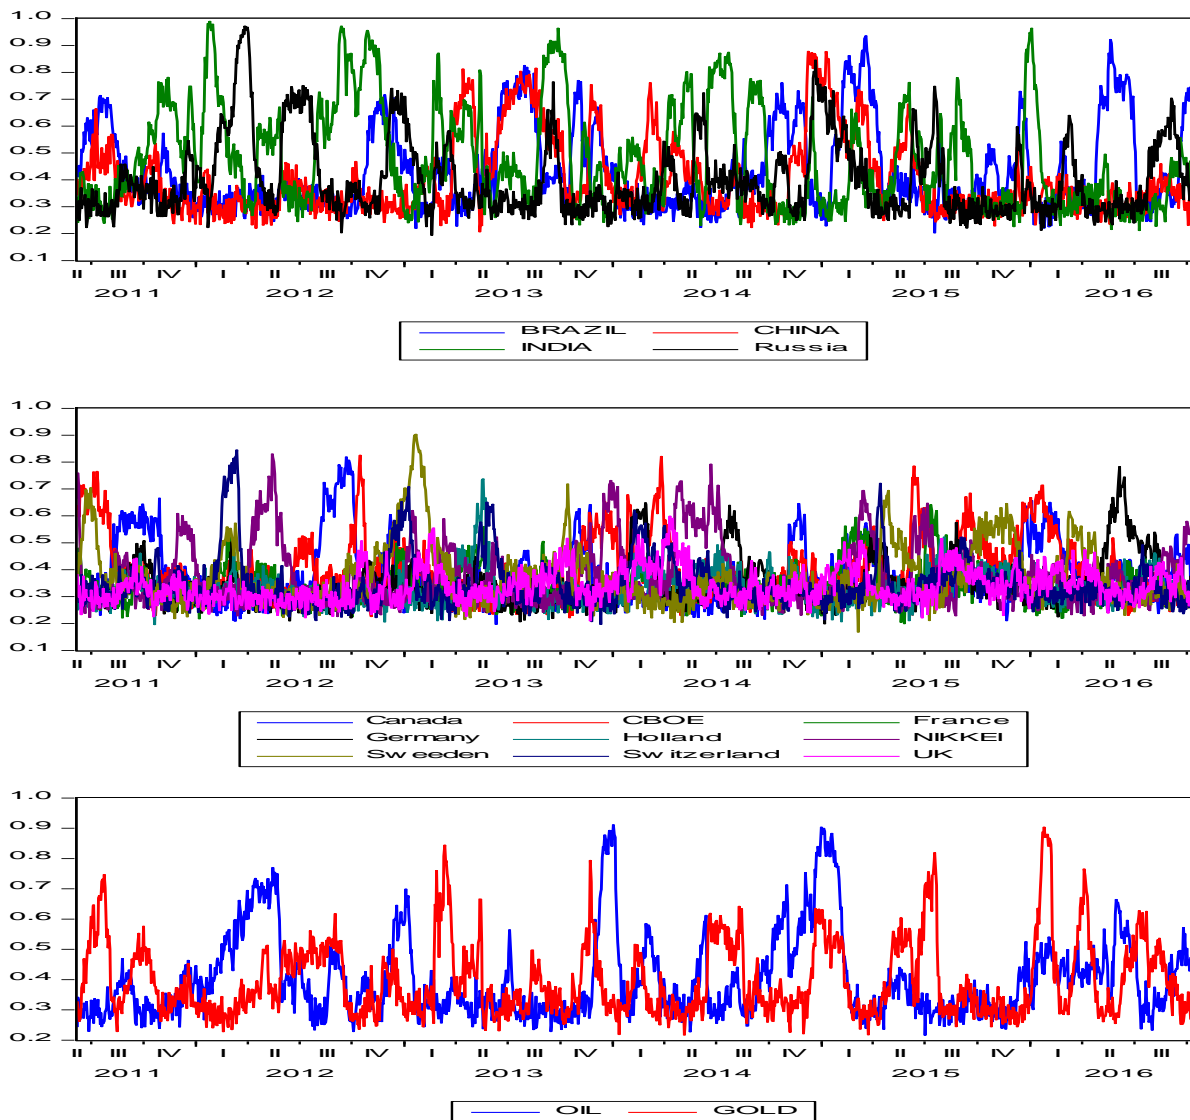 1.0
0.9
0.8
0.7
0.6
0.5
0.4
0.3
0.2
0.1
II III IV I II III IV I II III IV I II III IV I II III IV I II III
2011 2012 2013 2014 2015 2016
BRAZIL CHINA
INDIA Russia
1.0
0.9
0.8
0.7
0.6
0.5
0.4
0.3
0.2
0.1
II III IV I II III IV I II III IV I II III IV I II III IV I II III
2011 2012 2013 2014 2015 2016
Canada CBOE France
Germany Holland NIKKEI
Sweeden Switzerland UK
1.0
0.9
0.8
0.7
0.6
0.5
0.4
0.3
0.2
II III IV I II III IV I II III IV I II III IV I II III IV I II III
2011 2012 2013 2014 2015 2016
OIL GOLD